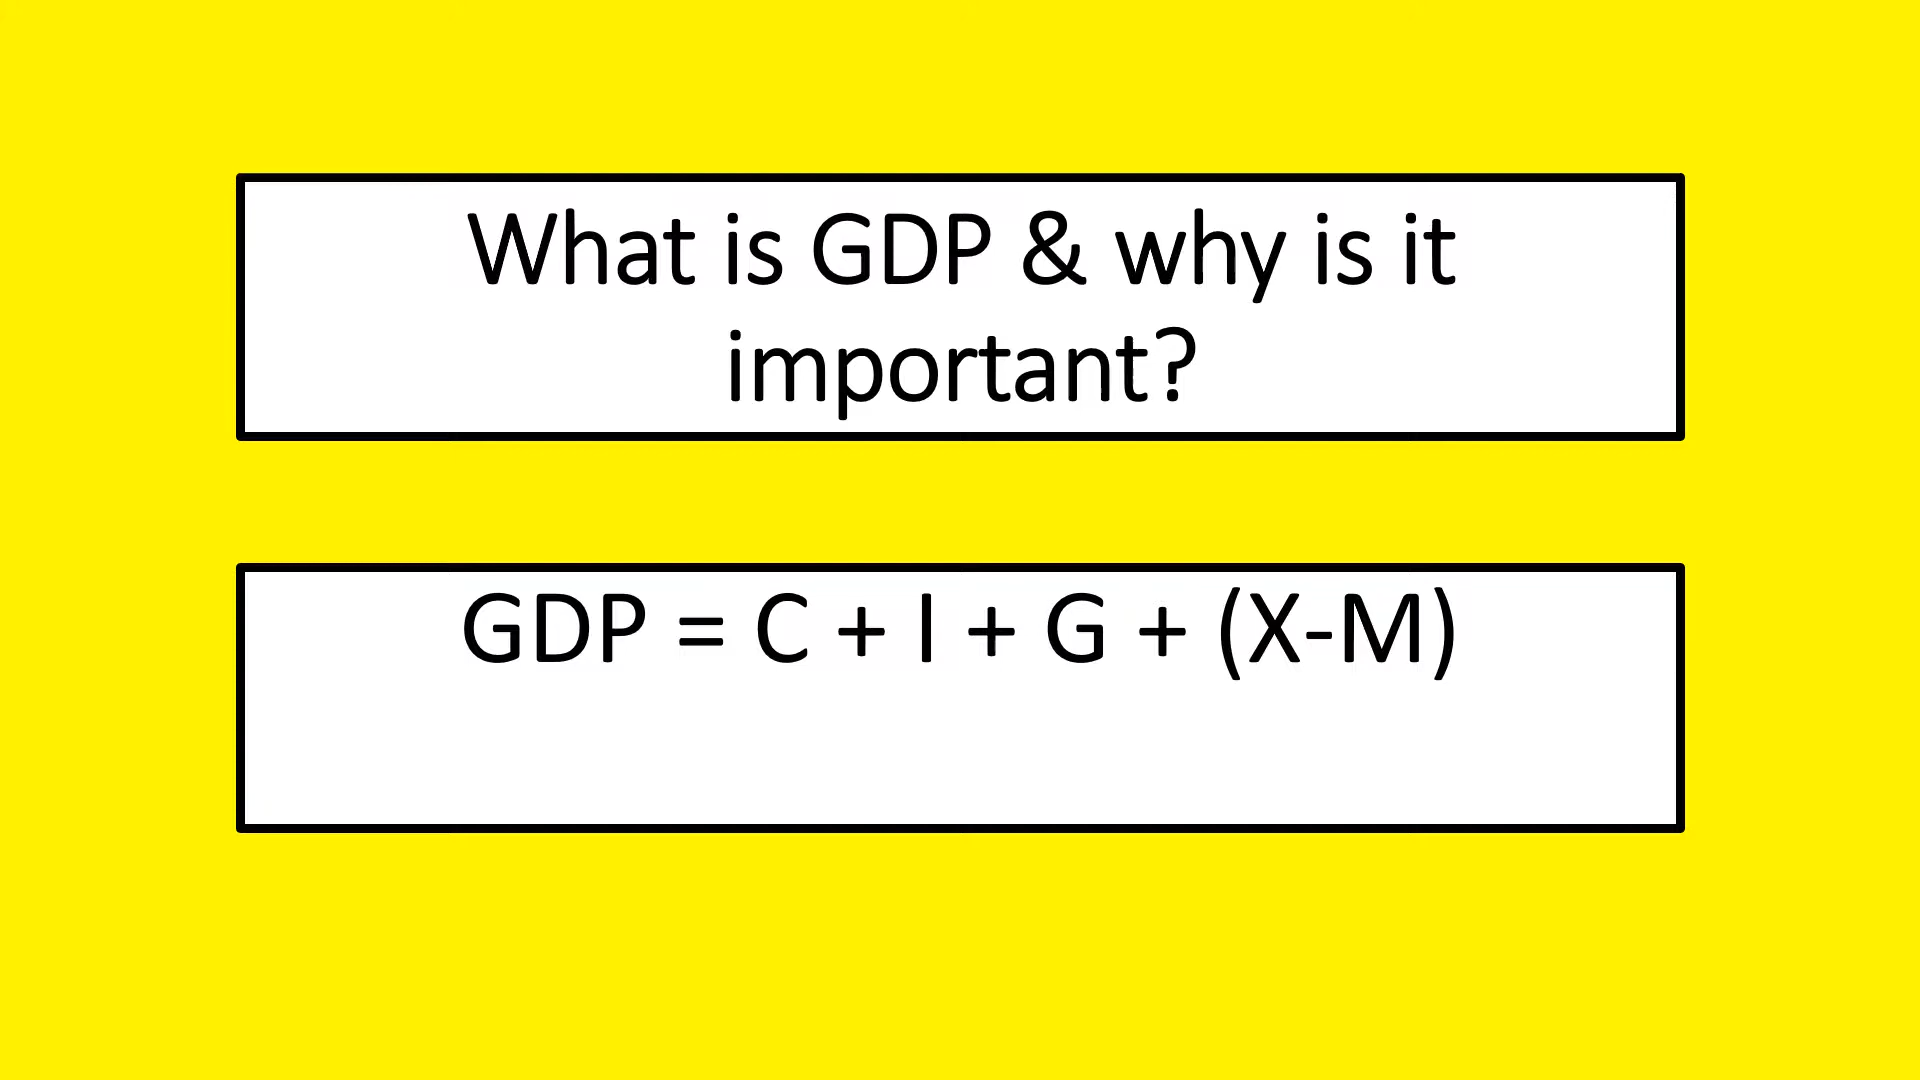 What is GDP & why is it
important?
GDP = C + I + G + (X-M)